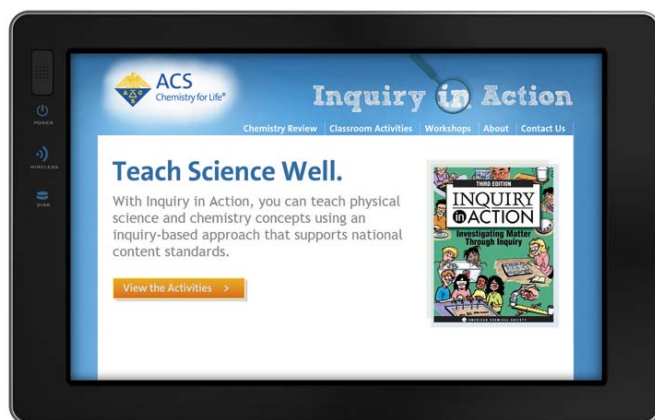 ACS
Chemistry for Life®
Inquiry in Action
POWER
WIRELESS
DISK
Chemistry Review | Classroom Activities | Workshops | About | Contact Us
Teach Science Well.
With Inquiry in Action, you can teach physical
science and chemistry concepts using an
inquiry-based approach that supports national
content standards.
View the Activities >
THIRD EDITION
INQUIRY
in ACTION
Investigating Matter
Through Inquiry
AMERICAN CHEMICAL SOCIETY